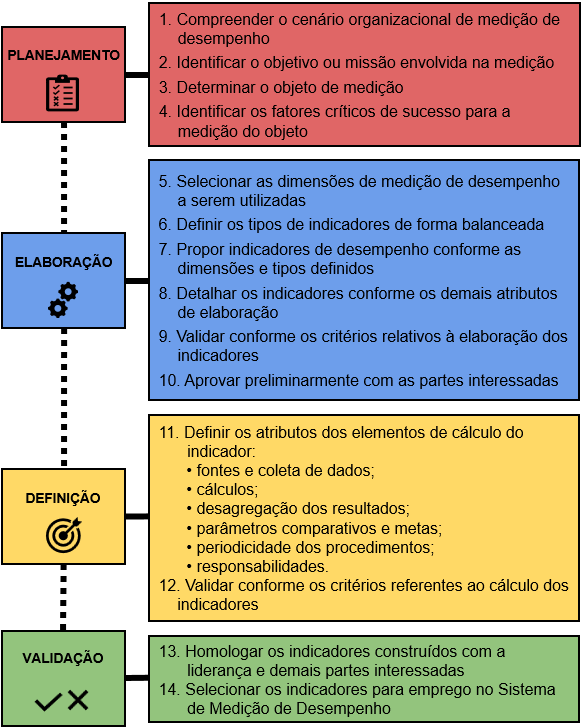 PLANEJAMENTO
1. Compreender o cenário organizacional de medição de
desempenho
2. Identificar o objetivo ou missão envolvida na medição
3. Determinar o objeto de medição
4. Identificar os fatores críticos de sucesso para a
medição do objeto
ELABORAÇÃO
5. Selecionar as dimensões de medição de desempenho
a serem utilizadas
6. Definir os tipos de indicadores de forma balanceada
7. Propor indicadores de desempenho conforme as
dimensões e tipos definidos
8. Detalhar os indicadores conforme os demais atributos
de elaboração
9. Validar conforme os critérios relativos à elaboração dos
indicadores
10. Aprovar preliminarmente com as partes interessadas
DEFINIÇÃO
11. Definir os atributos dos elementos de cálculo do
indicador:
• fontes e coleta de dados;
• cálculos;
• desagregação dos resultados;
• parâmetros comparativos e metas;
• periodicidade dos procedimentos;
• responsabilidades.
12. Validar conforme os critérios referentes ao cálculo dos
indicadores
VALIDAÇÃO
13. Homologar os indicadores construídos com a
liderança e demais partes interessadas
14. Selecionar os indicadores para emprego no Sistema
de Medição de Desempenho